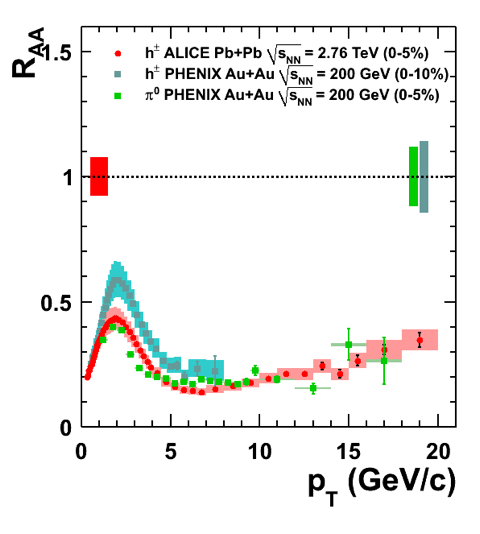 R_AA
1.5
1
0.5
0
h± ALICE Pb+Pb √s_NN = 2.76 TeV (0-5%)
h± PHENIX Au+Au √s_NN = 200 GeV (0-10%)
π⁰ PHENIX Au+Au √s_NN = 200 GeV (0-5%)
0 5 10 15 20
p_T (GeV/c)